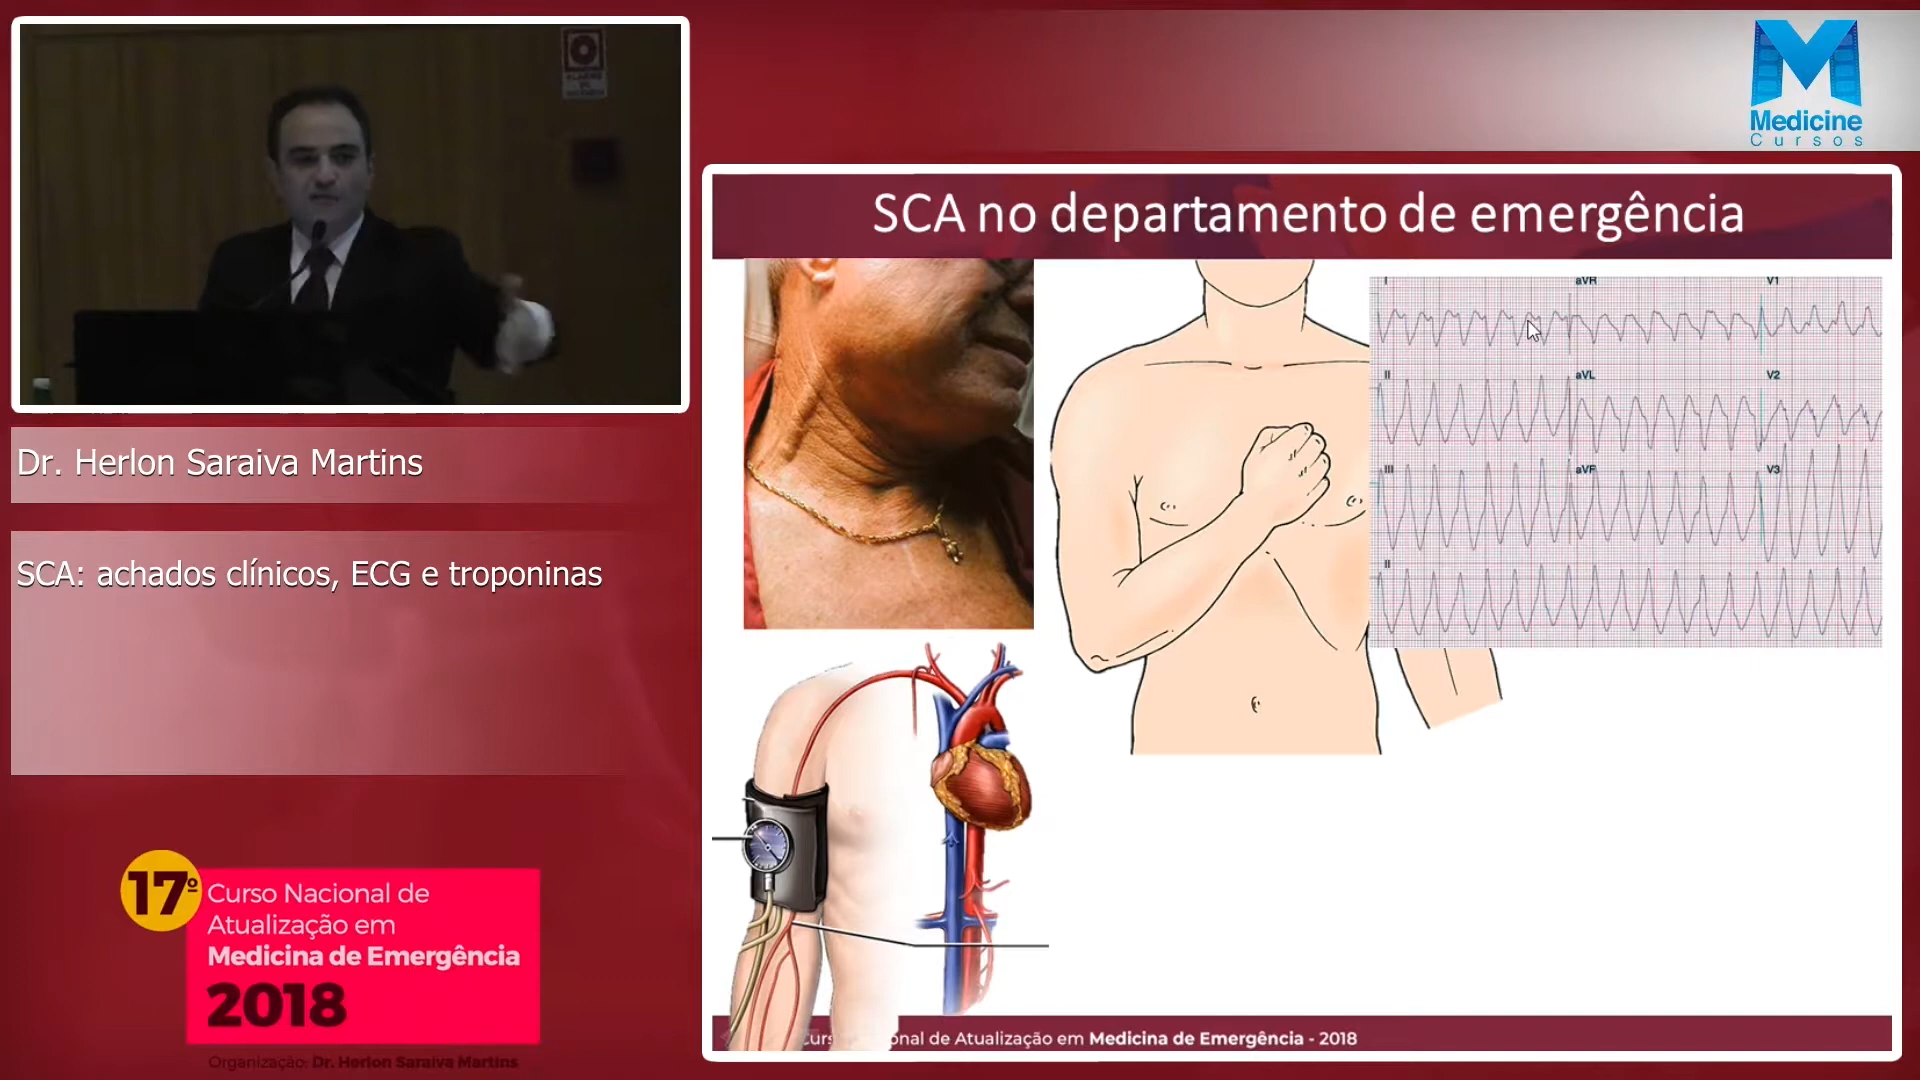 Medicine
Cursos
SCA no departamento de emergência
I
aVR
V1
II
aVL
V2
III
aVF
V3
II
Dr. Herlon Saraiva Martins
SCA: achados clínicos, ECG e troponinas
17º
Curso Nacional de
Atualização em
Medicina de Emergência
2018
Organização: Dr. Herlon Saraiva Martins
nal de Atualização em Medicina de Emergência - 2018